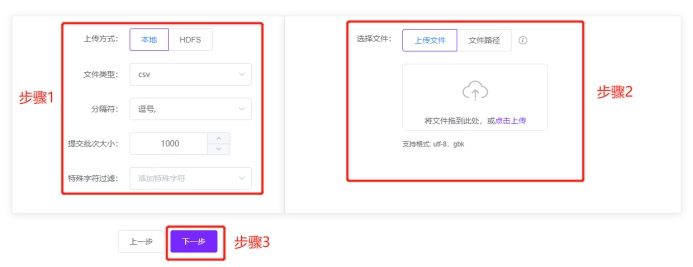 步骤1
上传方式: 本地 HDFS
文件类型: csv
分隔符: 逗号,
提交批次大小: 1000
特殊字符过滤: 添加特殊字符
选择文件: 上传文件 文件路径
将文件拖到此处，或点击上传
支持格式: utf-8、gbk
步骤2
上一步 下一步 步骤3